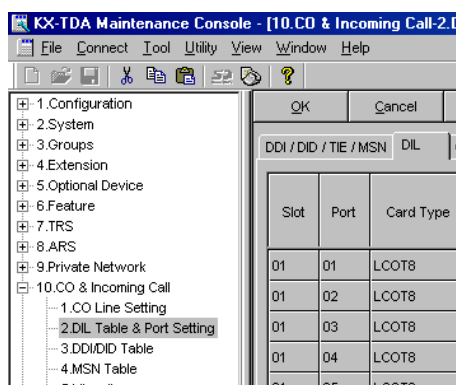 KX-TDA Maintenance Console - [10.CO & Incoming Call-2.
File Connect Tool Utility View Window Help
1.Configuration
2.System
3.Groups
4.Extension
5.Optional Device
6.Feature
7.TRS
8.ARS
9.Private Network
10.CO & Incoming Call
1.CO Line Setting
2.DIL Table & Port Setting
3.DDI/DID Table
4.MSN Table
OK Cancel
DDI / DID / TIE / MSN DIL
Slot Port Card Type
01 01 LCOT8
01 02 LCOT8
01 03 LCOT8
01 04 LCOT8